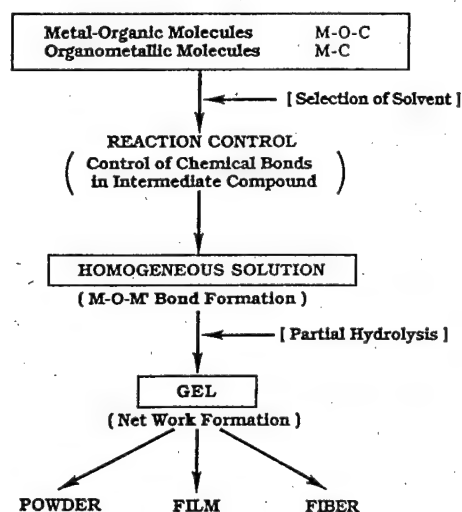 Metal-Organic Molecules M-O-C
Organometallic Molecules M-C
[ Selection of Solvent ]
REACTION CONTROL
( Control of Chemical Bonds
in Intermediate Compound )
HOMOGENEOUS SOLUTION
( M-O-M' Bond Formation )
[ Partial Hydrolysis ]
GEL
( Net Work Formation )
POWDER FILM FIBER